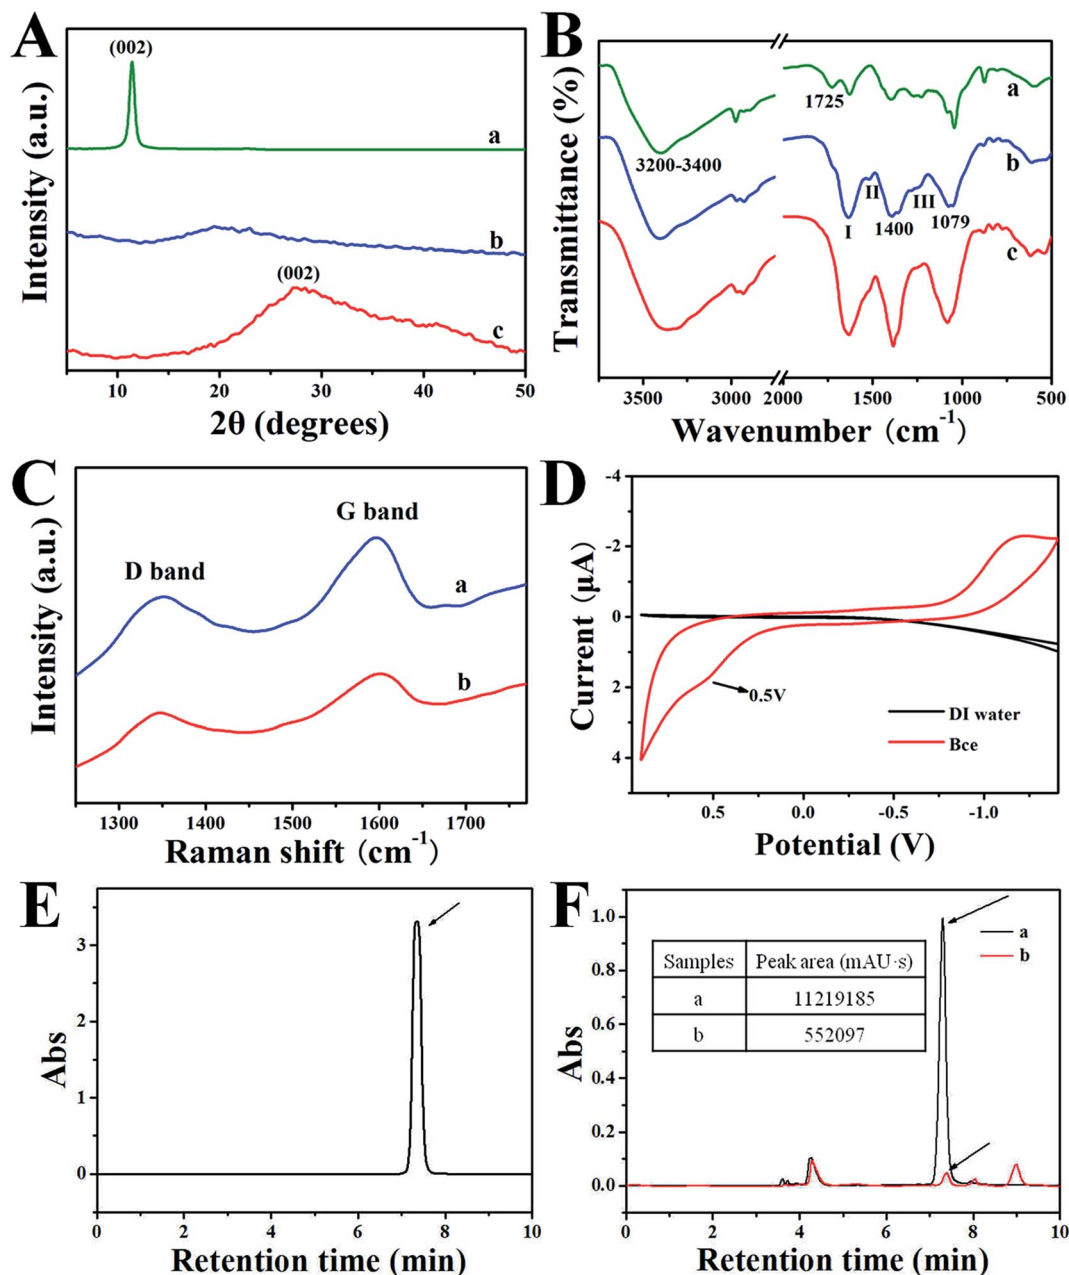 A
(002)
a
b
(002)
c
Intensity (a.u.)
10 20 30 40 50
2θ (degrees)
B
1725
a
3200-3400
b
II
III
I
1400
1079
c
Transmittance (%)
3500 3000 2000 1500 1000 500
Wavenumber (cm-1)
C
G band
D band
a
b
Intensity (a.u.)
1300 1400 1500 1600 1700
Raman shift (cm-1)
D
-4
-2
0
2
4
Current (μA)
0.5V
DI water
Bce
0.5 0.0 -0.5 -1.0
Potential (V)
E
3
2
1
0
Abs
0 2 4 6 8 10
Retention time (min)
F
1.0
0.8
0.6
0.4
0.2
0.0
Abs
a
b
Samples Peak area (mAU·s)
a 11219185
b 552097
0 2 4 6 8 10
Retention time (min)